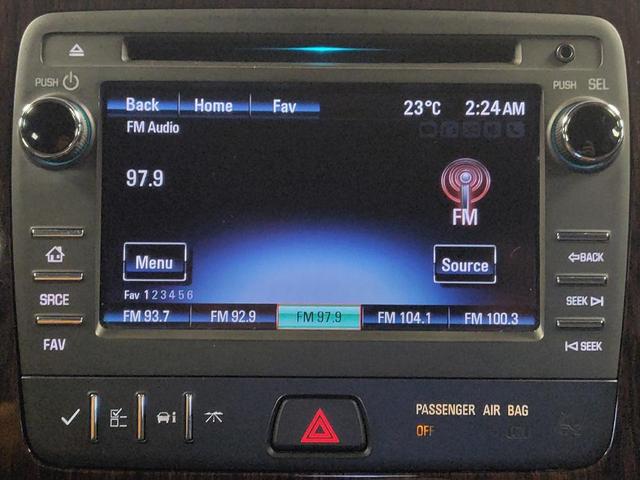 PUSH
PUSH SEL
Back Home Fav 23°C 2:24AM
FM Audio
97.9
FM
Menu
Source
Fav 1 2 3 4 5 6
FM 93.7 FM 92.9 FM 97.9 FM 104.1 FM 100.3
SRCE
FAV
BACK
SEEK
SEEK
PASSENGER AIR BAG
OFF